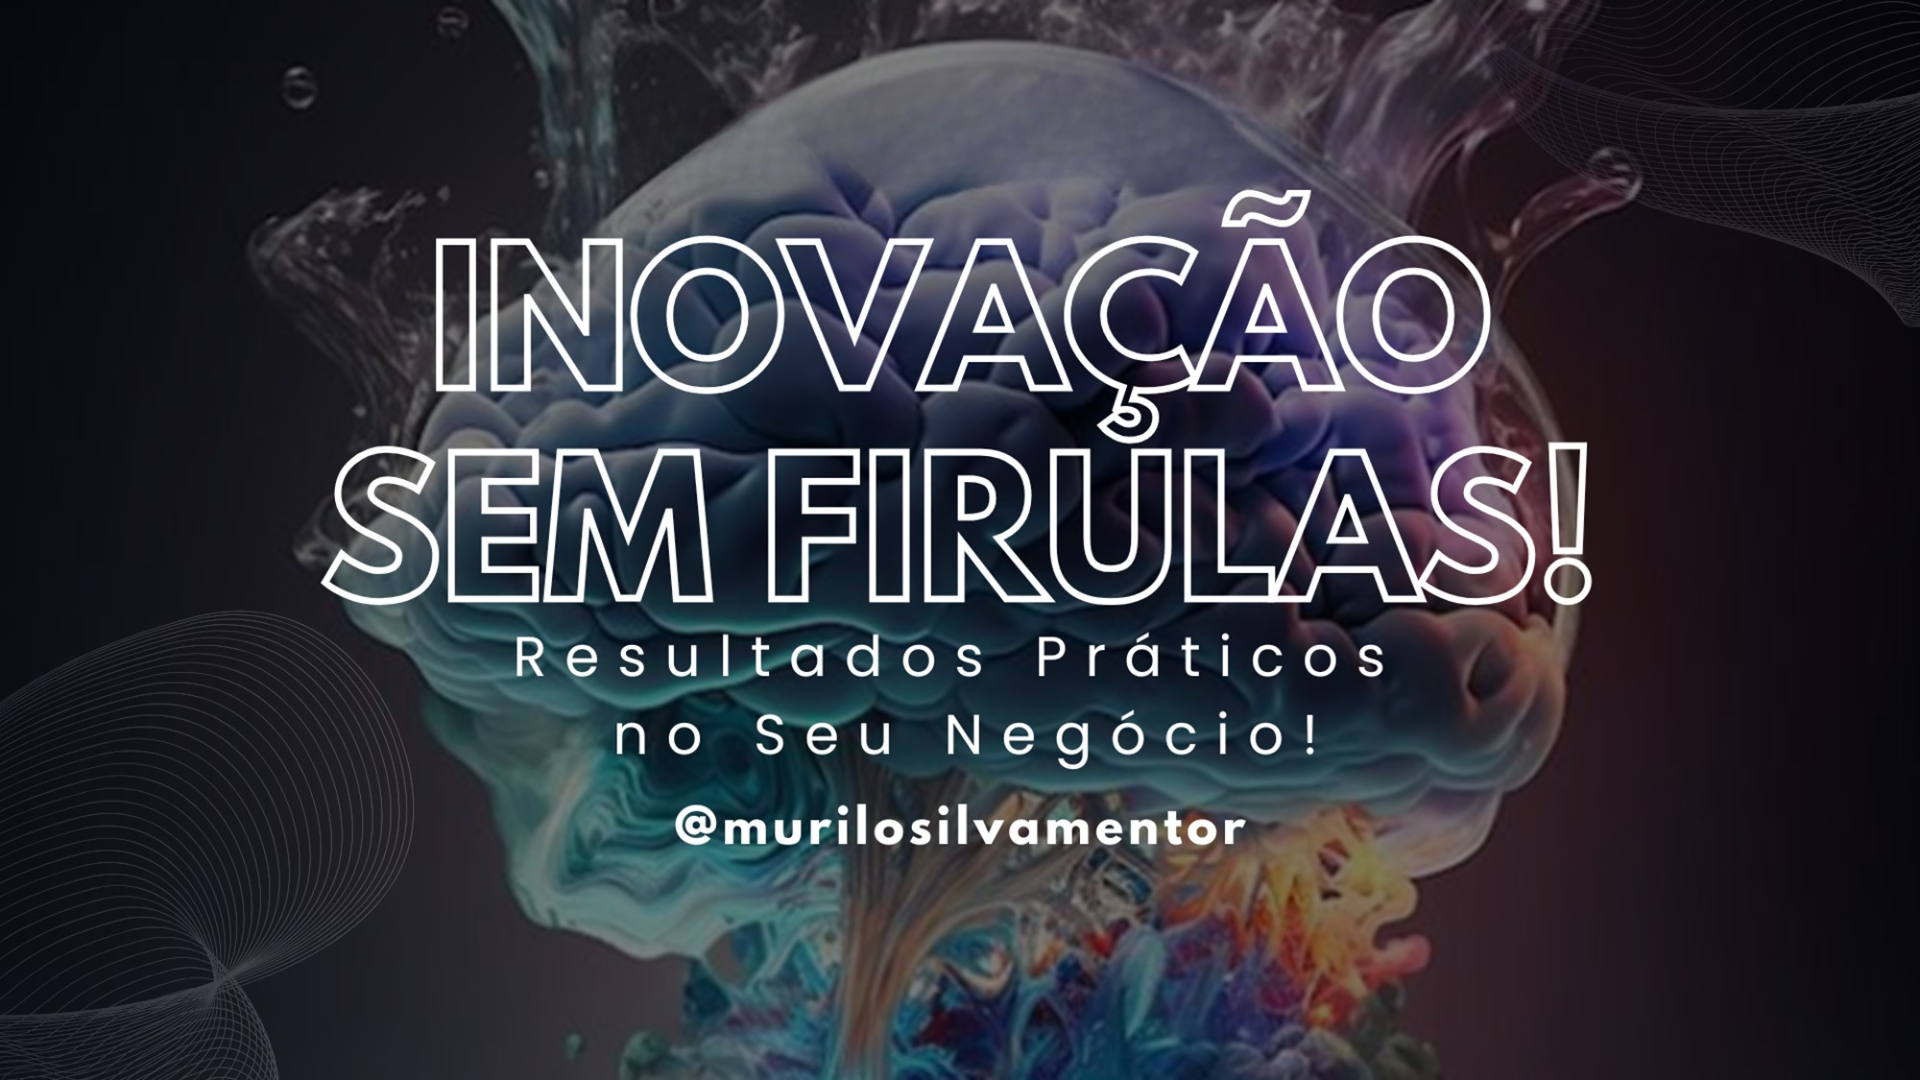 INOVAÇÃO
SEM FIRULAS!
Resultados Práticos
no Seu Negócio!
@murilosilvamentor